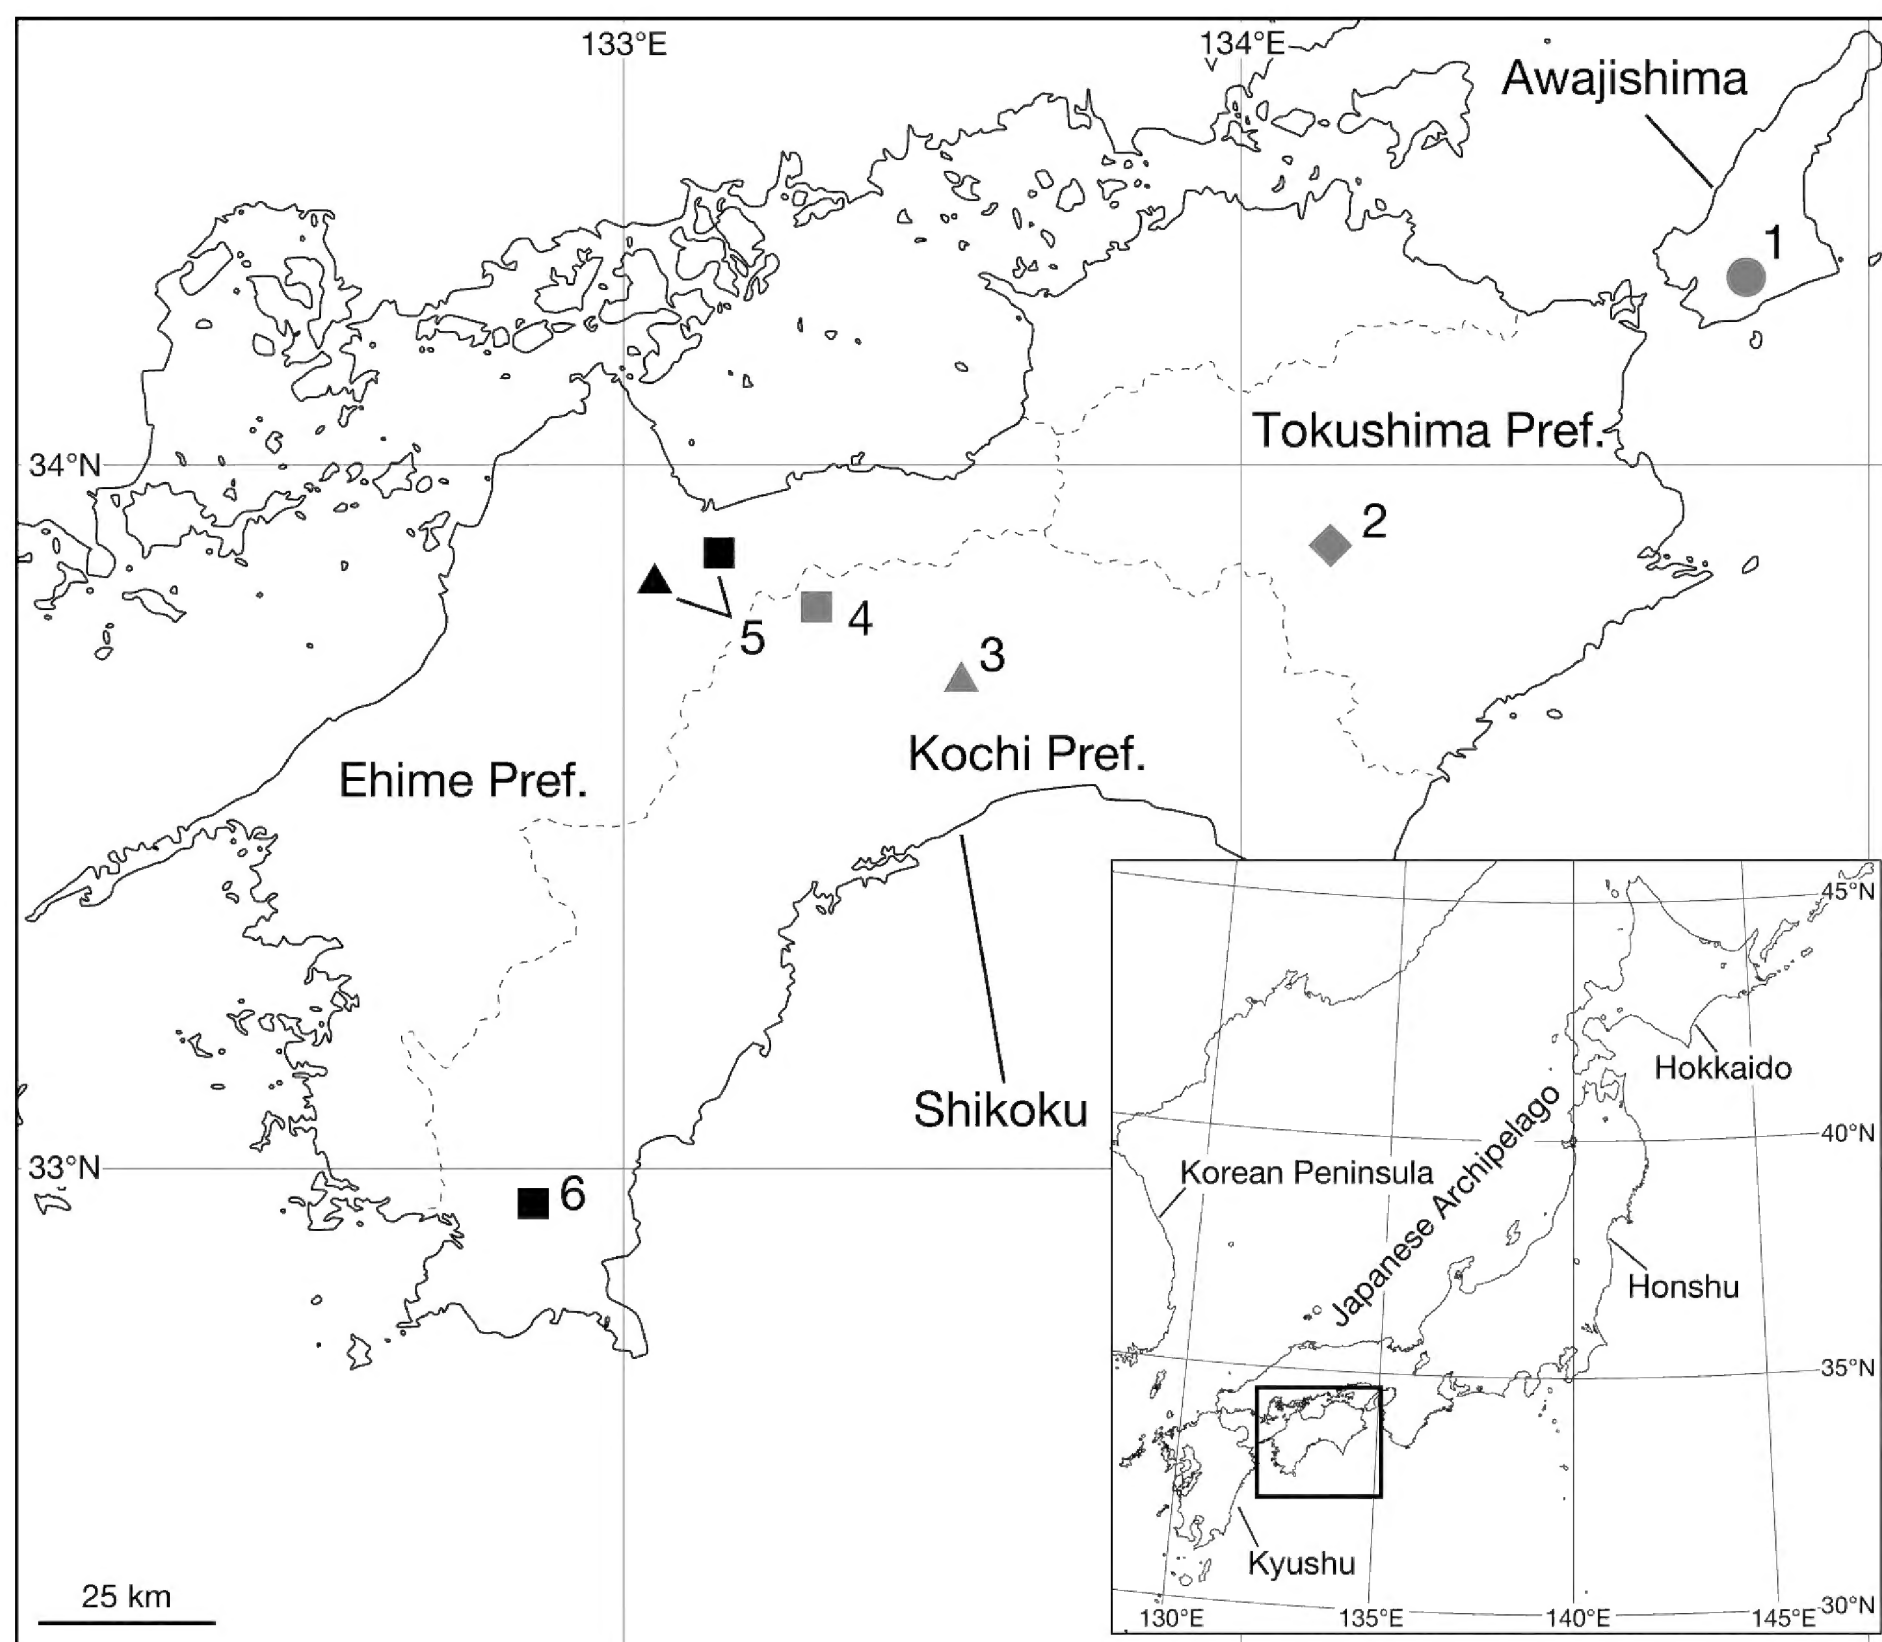 133°E
134°E
Awajishima
1
Tokushima Pref.
34°N
2
5
4
3
Kochi Pref.
Ehime Pref.
Shikoku
33°N
6
25 km
45°N
Hokkaido
40°N
Korean Peninsula
Japanese Archipelago
Honshu
35°N
Kyushu
30°N
130°E
135°E
140°E
145°E